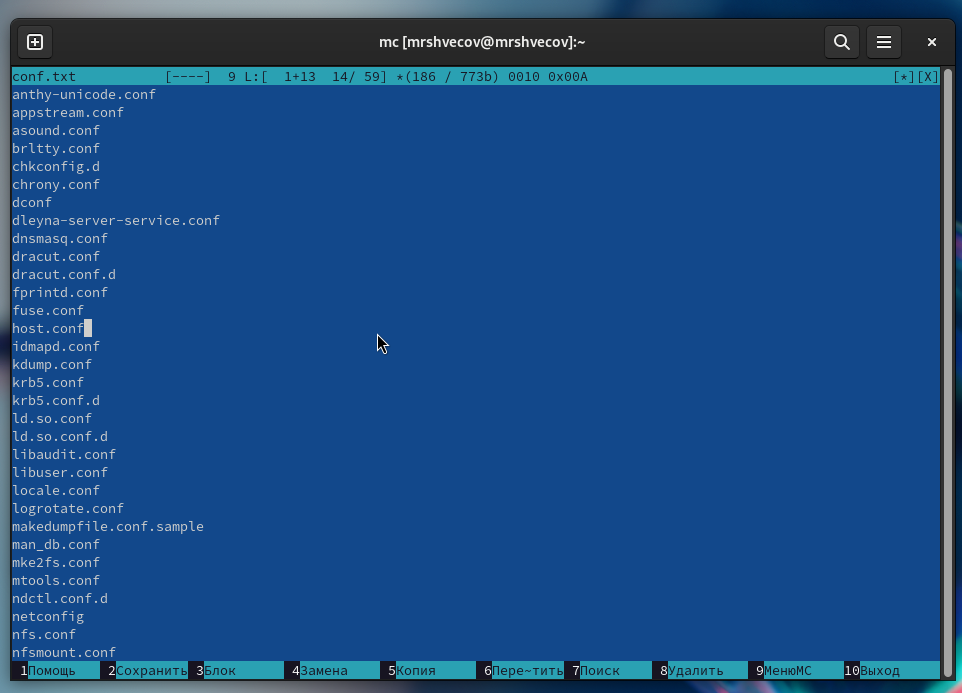 mc [mrshvecov@mrshvecov]:~
conf.txt [----] 9 L:[ 1+13 14/ 59] *(186 / 773b) 0010 0x00A [*][X]
anthy-unicode.conf
appstream.conf
asound.conf
brltty.conf
chkconfig.d
chrony.conf
dconf
dleyna-server-service.conf
dnsmasq.conf
dracut.conf
dracut.conf.d
fprintd.conf
fuse.conf
host.conf
idmapd.conf
kdump.conf
krb5.conf
krb5.conf.d
ld.so.conf
ld.so.conf.d
libaudit.conf
libuser.conf
locale.conf
logrotate.conf
makedumpfile.conf.sample
man_db.conf
mke2fs.conf
mtools.conf
ndctl.conf.d
netconfig
nfs.conf
nfsmount.conf
1Помощь 2Сохранить 3Блок 4Замена 5Копия 6Пере~тить 7Поиск 8Удалить 9МенюMC 10Выход